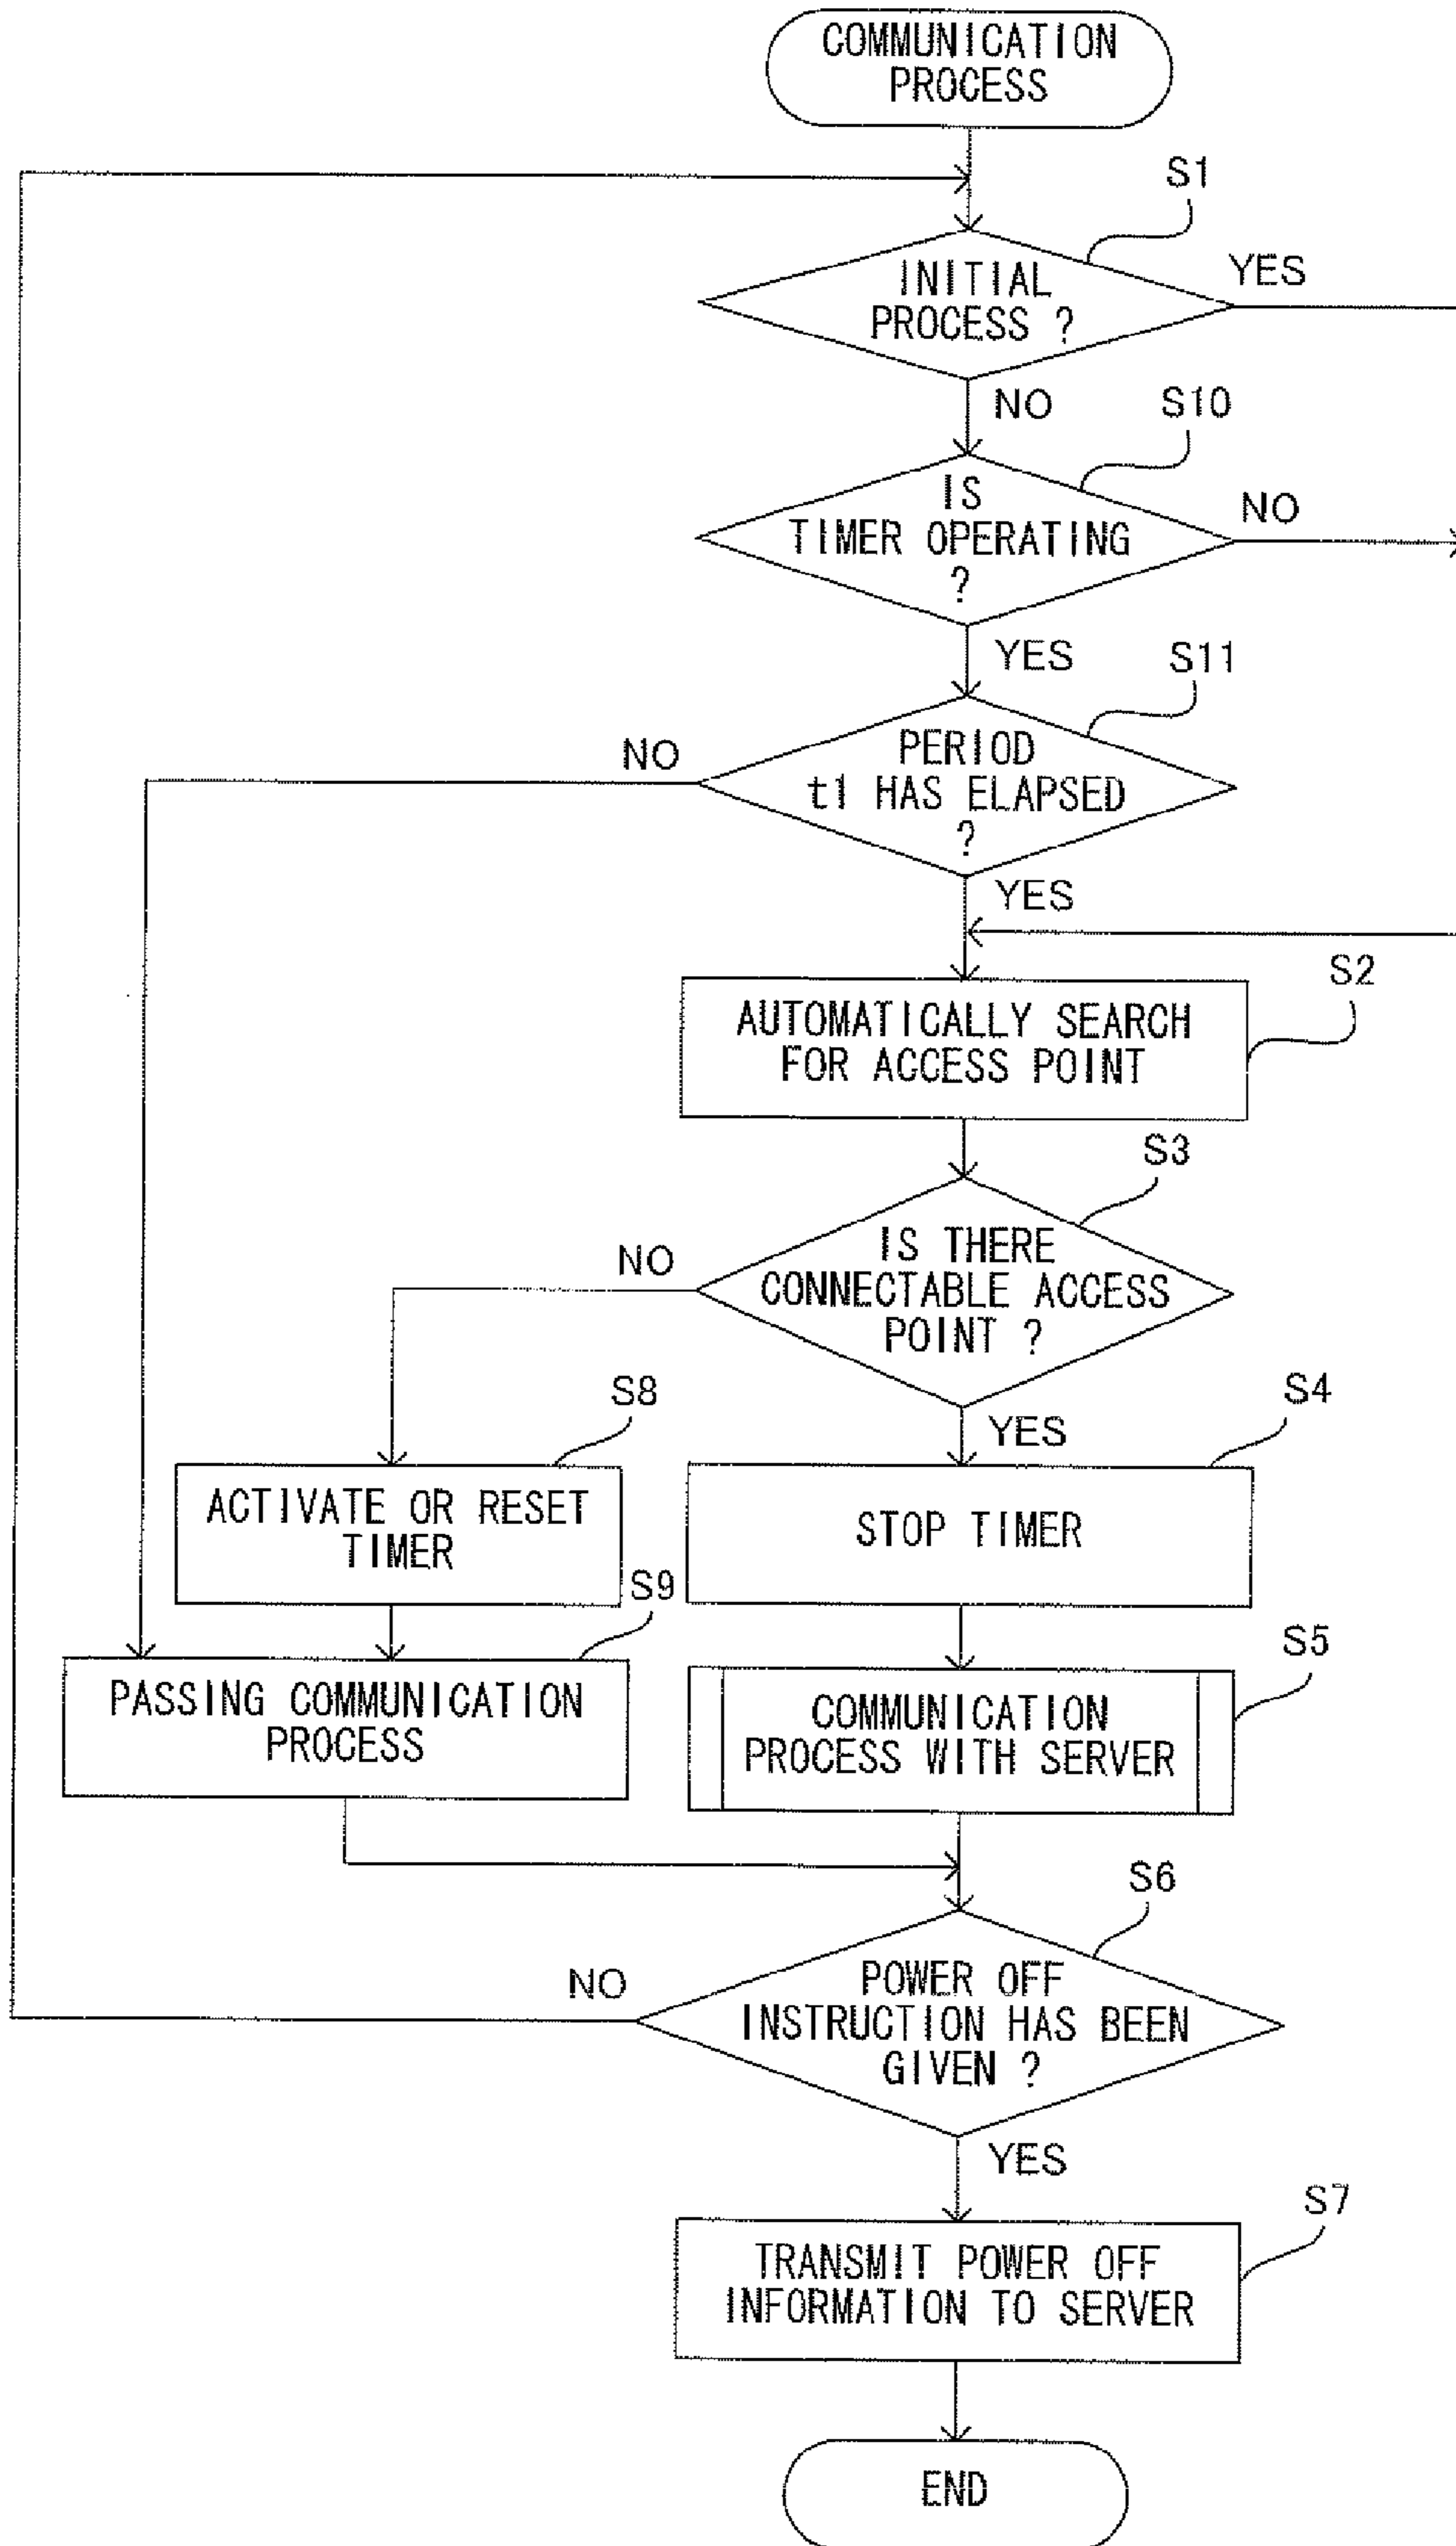 COMMUNICATION
PROCESS
S1
INITIAL
PROCESS ?
YES
NO
S10
IS
TIMER OPERATING
?
NO
YES
S11
PERIOD
t1 HAS ELAPSED
?
NO
YES
S2
AUTOMATICALLY SEARCH
FOR ACCESS POINT
S3
IS THERE
CONNECTABLE ACCESS
POINT ?
NO
YES
S8
ACTIVATE OR RESET
TIMER
S4
STOP TIMER
S9
PASSING COMMUNICATION
PROCESS
S5
COMMUNICATION
PROCESS WITH SERVER
S6
POWER OFF
INSTRUCTION HAS BEEN
GIVEN ?
NO
YES
S7
TRANSMIT POWER OFF
INFORMATION TO SERVER
END